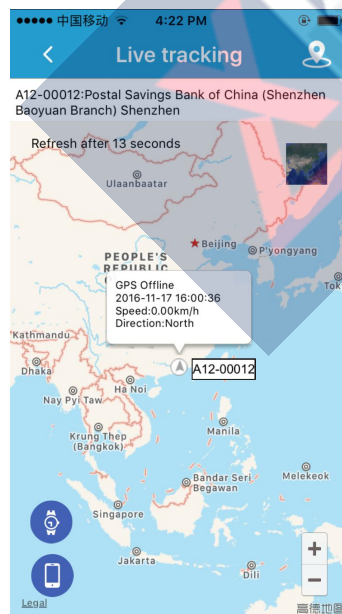 中国移动 4:22 PM
Live tracking
A12-00012:Postal Savings Bank of China (Shenzhen
Baoyuan Branch) Shenzhen
Refresh after 13 seconds
Ulaanbaatar
Beijing
P'yongyang
PEOPLE'S
REPUBLIC
Tok
GPS Offline
2016-11-17 16:00:36
Speed:0.00km/h
Direction:North
Kathmandu
Dhaka
A12-00012
Ha Noi
Nay Pyi Taw
Krung Thep
(Bangkok)
Manila
Bandar Seri
Begawan
Melekeok
Singapore
Jakarta
Dili
+
−
Legal
高德地图